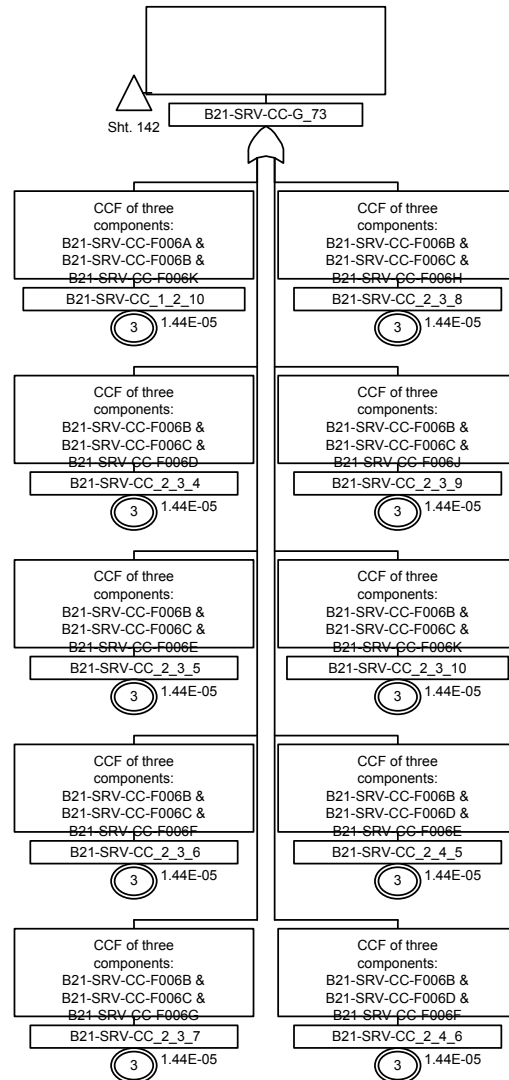 Sht. 142
B21-SRV-CC-G_73
CCF of three
components:
B21-SRV-CC-F006A &
B21-SRV-CC-F006B &
B21-SRV-CC-F006K
B21-SRV-CC_1_2_10
3
1.44E-05
CCF of three
components:
B21-SRV-CC-F006B &
B21-SRV-CC-F006C &
B21-SRV-CC-F006H
B21-SRV-CC_2_3_8
3
1.44E-05
CCF of three
components:
B21-SRV-CC-F006B &
B21-SRV-CC-F006C &
B21-SRV-CC-F006D
B21-SRV-CC_2_3_4
3
1.44E-05
CCF of three
components:
B21-SRV-CC-F006B &
B21-SRV-CC-F006C &
B21-SRV-CC-F006J
B21-SRV-CC_2_3_9
3
1.44E-05
CCF of three
components:
B21-SRV-CC-F006B &
B21-SRV-CC-F006C &
B21-SRV-CC-F006E
B21-SRV-CC_2_3_5
3
1.44E-05
CCF of three
components:
B21-SRV-CC-F006B &
B21-SRV-CC-F006C &
B21-SRV-CC-F006K
B21-SRV-CC_2_3_10
3
1.44E-05
CCF of three
components:
B21-SRV-CC-F006B &
B21-SRV-CC-F006C &
B21-SRV-CC-F006F
B21-SRV-CC_2_3_6
3
1.44E-05
CCF of three
components:
B21-SRV-CC-F006B &
B21-SRV-CC-F006D &
B21-SRV-CC-F006E
B21-SRV-CC_2_4_5
3
1.44E-05
CCF of three
components:
B21-SRV-CC-F006B &
B21-SRV-CC-F006C &
B21-SRV-CC-F006G
B21-SRV-CC_2_3_7
3
1.44E-05
CCF of three
components:
B21-SRV-CC-F006B &
B21-SRV-CC-F006D &
B21-SRV-CC-F006F
B21-SRV-CC_2_4_6
3
1.44E-05